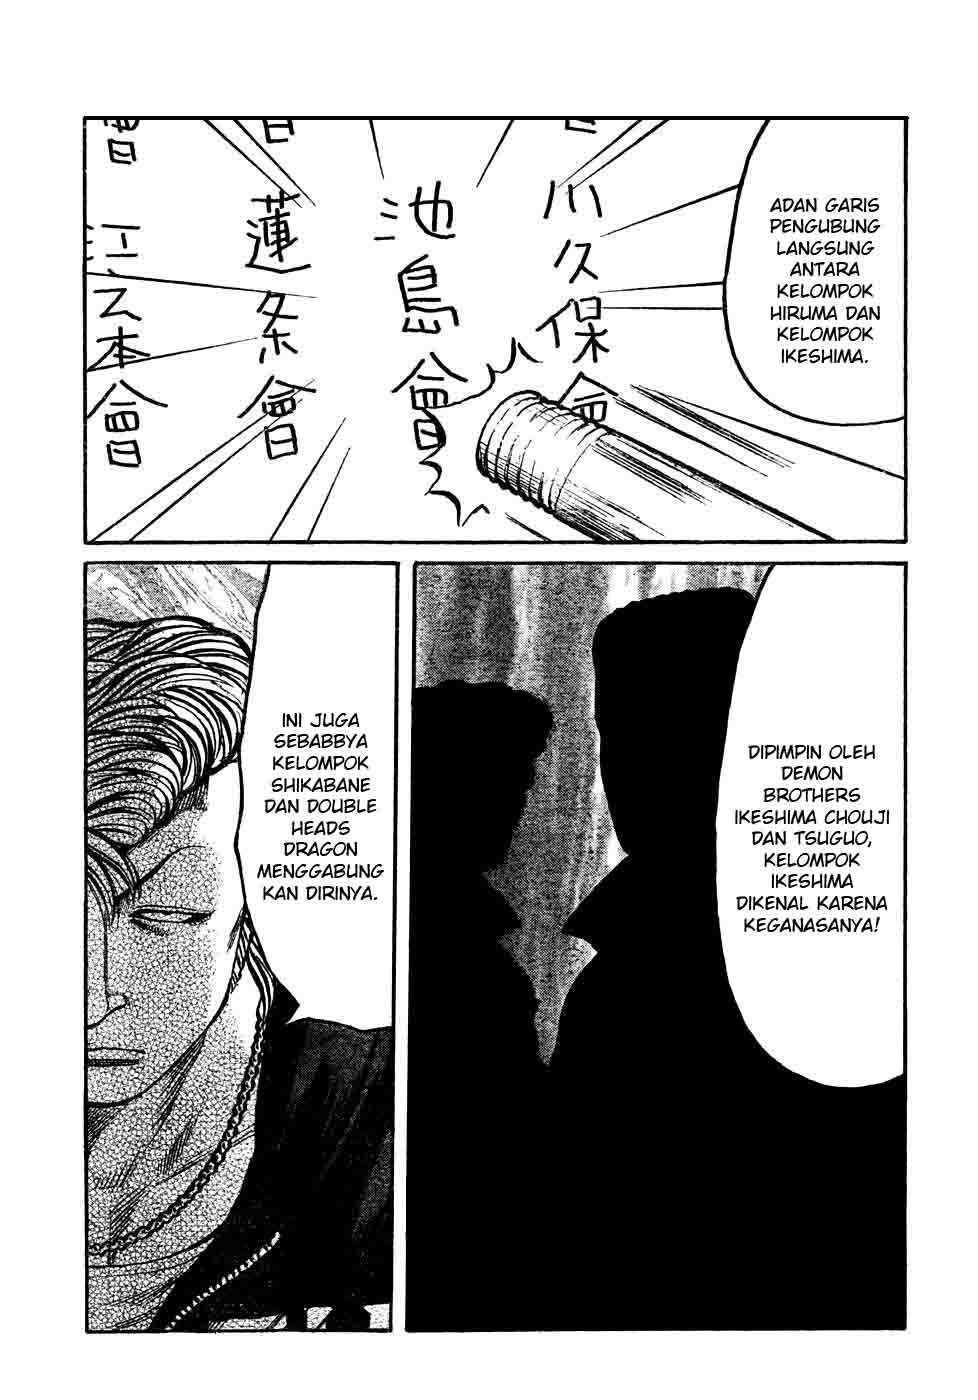 ADAN GARIS
PENGUBUNG
LANGSUNG
ANTARA
KELOMPOK
HIRUMA DAN
KELOMPOK
IKESHIMA.
川久保會
池島會
蓮条會
江本會
DIPIMPIN OLEH
DEMON
BROTHERS
IKESHIMA CHOUJI
DAN TSUGUO,
KELOMPOK
IKESHIMA
DIKENAL KARENA
KEGANASANYA!
INI JUGA
SEBABBYA
KELOMPOK
SHIKABANE
DAN DOUBLE
HEADS
DRAGON
MENGGABUNG
KAN DIRINYA.